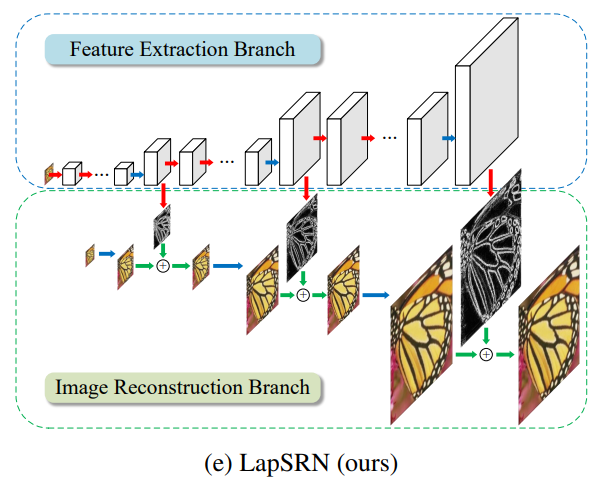 Feature Extraction Branch
...
...
...
Image Reconstruction Branch
(e) LapSRN (ours)